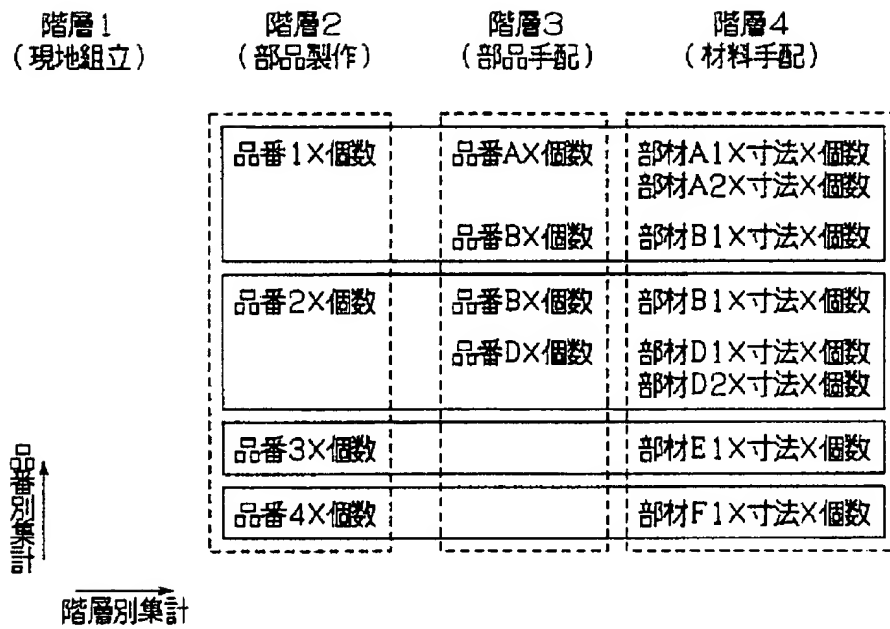 階層1 階層2 階層3 階層4
(現地組立) (部品製作) (部品手配) (材料手配)
品番1×個数 品番A×個数 部材A1×寸法×個数
部材A2×寸法×個数
品番B×個数 部材B1×寸法×個数
品番2×個数 品番B×個数 部材B1×寸法×個数
品番D×個数 部材D1×寸法×個数
部材D2×寸法×個数
品番3×個数 部材E1×寸法×個数
品番4×個数 部材F1×寸法×個数
品番別集計
階層別集計